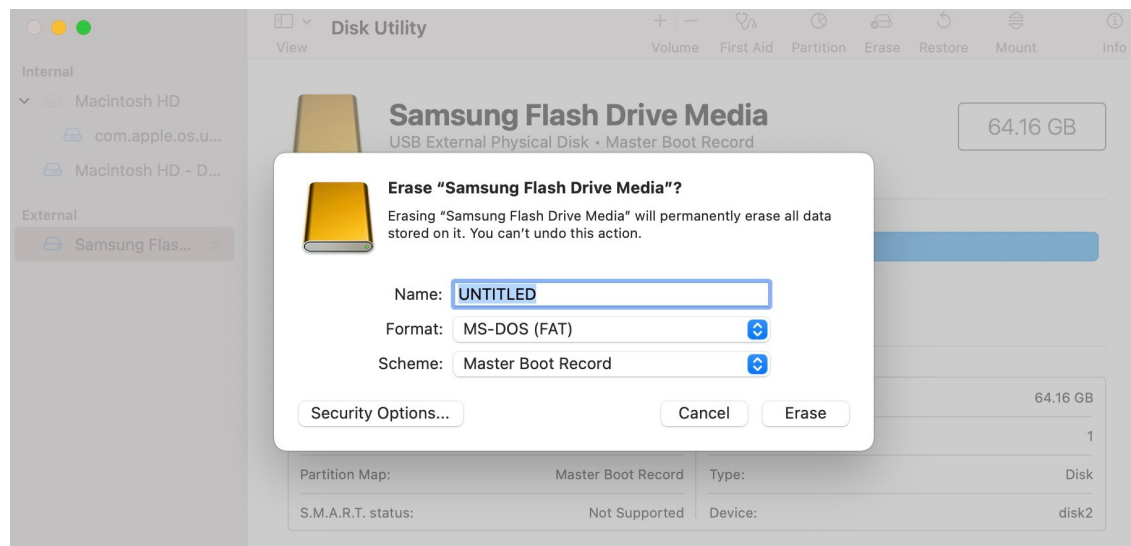 Disk Utility
View
Volume First Aid Partition Erase Restore Mount Info
Internal
Macintosh HD
com.apple.os.u...
Macintosh HD - D...
External
Samsung Flas...
Samsung Flash Drive Media
USB External Physical Disk • Master Boot Record
64.16 GB
Erase “Samsung Flash Drive Media”?
Erasing “Samsung Flash Drive Media” will permanently erase all data
stored on it. You can’t undo this action.
Name: UNTITLED
Format: MS-DOS (FAT)
Scheme: Master Boot Record
Security Options... Cancel Erase
64.16 GB
1
Partition Map: Master Boot Record Type: Disk
S.M.A.R.T. status: Not Supported Device: disk2